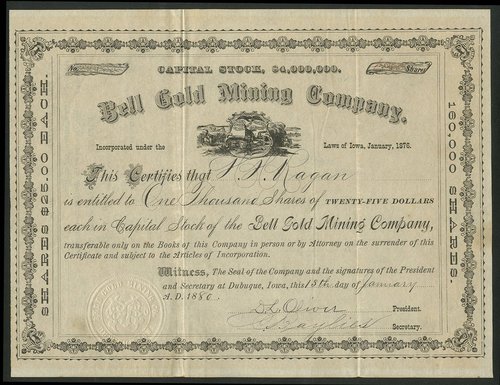 No.
Shares
CAPITAL STOCK, $4,000,000.
Bell Gold Mining Company.
Incorporated under the Laws of Iowa, January, 1876.
This Certifies that P. P. Ragan
is entitled to One Thousand Shares of TWENTY-FIVE DOLLARS
each in Capital Stock of the Bell Gold Mining Company,
transferable only on the Books of this Company in person or by Attorney on the surrender of this
Certificate and subject to the Articles of Incorporation.
Witness, The Seal of the Company and the signatures of the President
and Secretary at Dubuque, Iowa, this 13th day of January
A.D. 1880.
D. L. Oliver
President.
Secretary.
SHARES $25.00 EACH
160,000 SHARES.